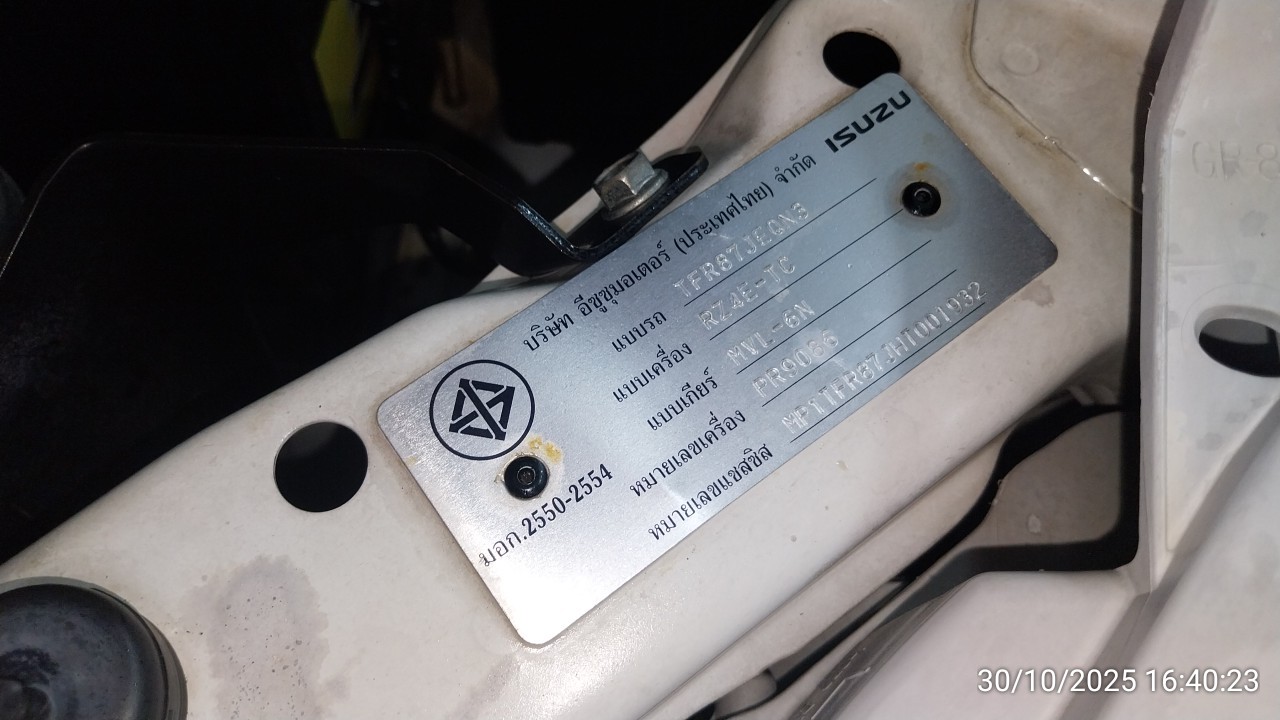 ISUZU
บริษัท อีซูซุมอเตอร์ (ประเทศไทย) จำกัด
แบบรถ TFR87JEGN3
แบบเครื่อง RZ4E-TC
แบบเกียร์ MVL-6N
หมายเลขเครื่อง PR9086
หมายเลขแชสซิส MP1TFR87JHT001932
มอก.2550-2554
30/10/2025 16:40:23